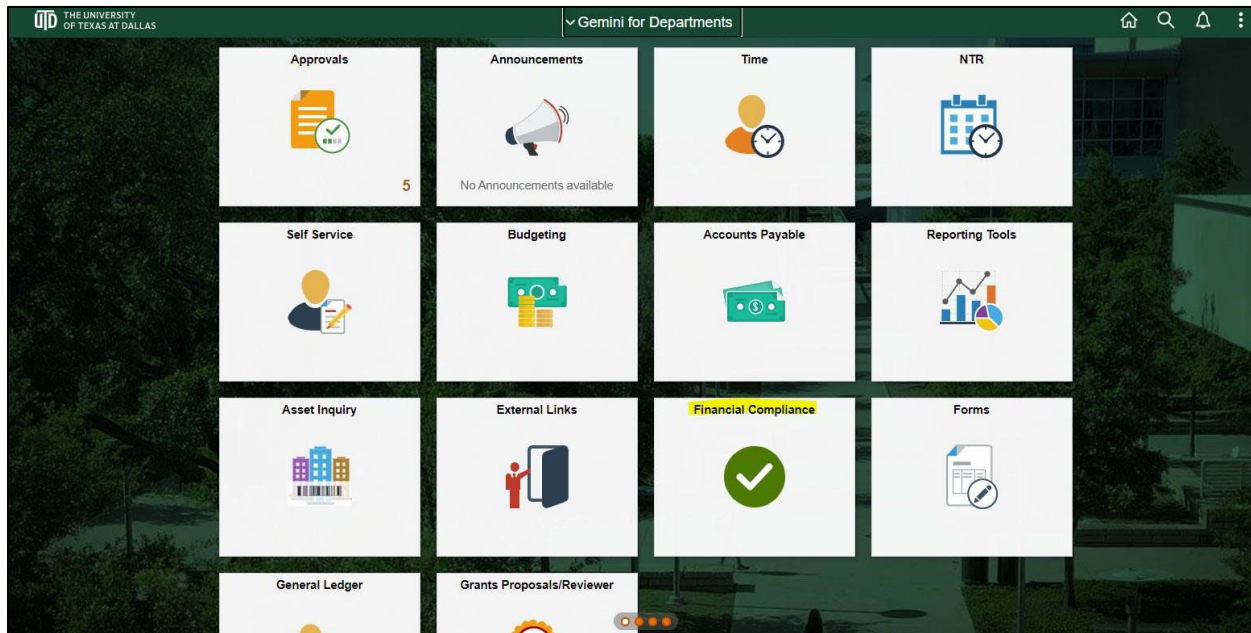 UTD THE UNIVERSITY
OF TEXAS AT DALLAS
Gemini for Departments
Approvals
5
Announcements
No Announcements available
Time
NTR
Self Service
Budgeting
Accounts Payable
Reporting Tools
Asset Inquiry
External Links
Financial Compliance
Forms
General Ledger
Grants Proposals/Reviewer